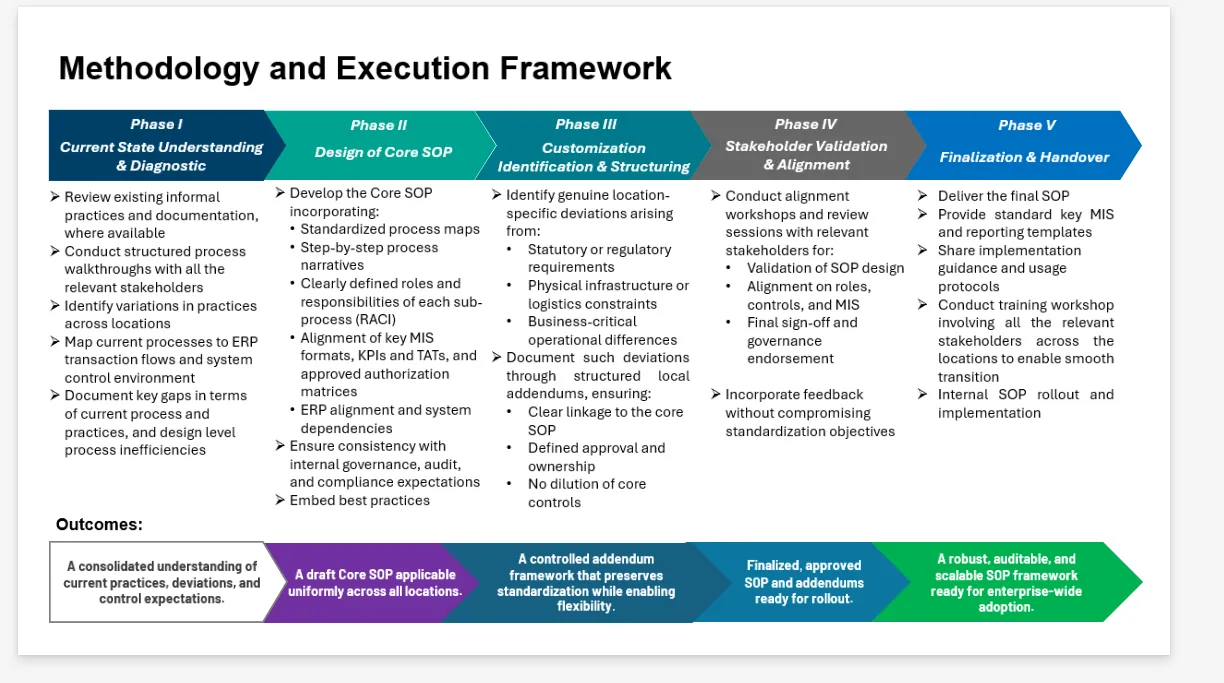 Methodology and Execution Framework
Phase I
Current State Understanding
& Diagnostic
➢ Review existing informal
practices and documentation,
where available
➢ Conduct structured process
walkthroughs with all the
relevant stakeholders
➢ Identify variations in practices
across locations
➢ Map current processes to ERP
transaction flows and system
control environment
➢ Document key gaps in terms
of current process and
practices, and design level
process inefficiencies
Phase II
Design of Core SOP
➢ Develop the Core SOP
incorporating:
• Standardized process maps
• Step-by-step process
narratives
• Clearly defined roles and
responsibilities of each sub-
process (RACI)
• Alignment of key MIS
formats, KPIs and TATs, and
approved authorization
matrices
• ERP alignment and system
dependencies
➢ Ensure consistency with
internal governance, audit,
and compliance expectations
➢ Embed best practices
Phase III
Customization
Identification & Structuring
➢ Identify genuine location-
specific deviations arising
from:
• Statutory or regulatory
requirements
• Physical infrastructure or
logistics constraints
• Business-critical
operational differences
➢ Document such deviations
through structured local
addendums, ensuring:
• Clear linkage to the core
SOP
• Defined approval and
ownership
• No dilution of core
controls
Phase IV
Stakeholder Validation
& Alignment
➢ Conduct alignment
workshops and review
sessions with relevant
stakeholders for:
• Validation of SOP design
• Alignment on roles,
controls, and MIS
• Final sign-off and
governance
endorsement
➢ Incorporate feedback
without compromising
standardization objectives
Phase V
Finalization & Handover
➢ Deliver the final SOP
➢ Provide standard key MIS
and reporting templates
➢ Share implementation
guidance and usage
protocols
➢ Conduct training workshop
involving all the relevant
stakeholders across the
locations to enable smooth
transition
➢ Internal SOP rollout and
implementation
Outcomes:
A consolidated understanding of
current practices, deviations, and
control expectations.
A draft Core SOP applicable
uniformly across all locations.
A controlled addendum
framework that preserves
standardization while enabling
flexibility.
Finalized, approved
SOP and addendums
ready for rollout.
A robust, auditable, and
scalable SOP framework
ready for enterprise-wide
adoption.